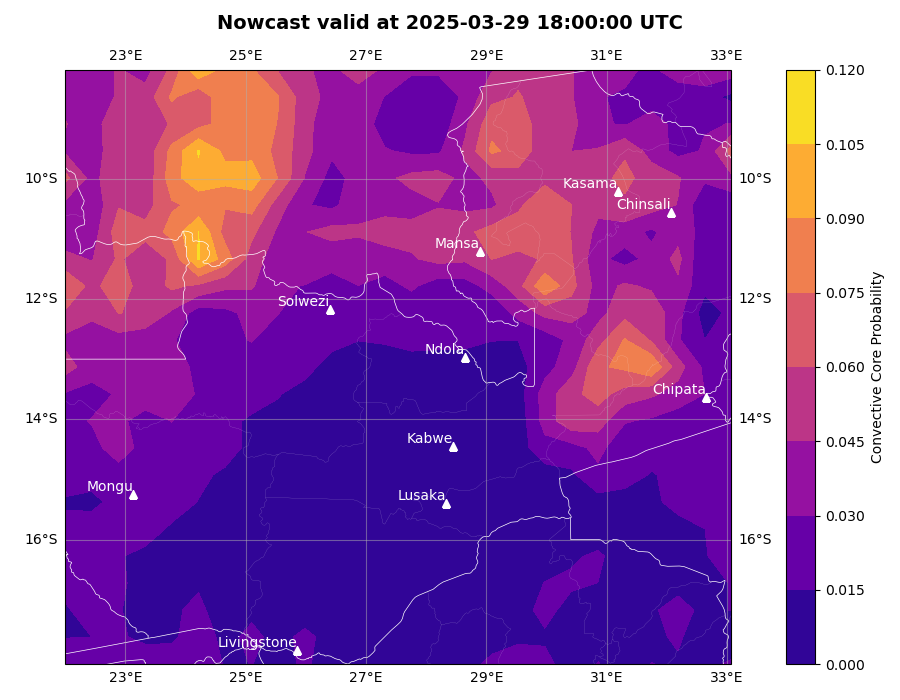 Nowcast valid at 2025-03-29 18:00:00 UTC
23°E 25°E 27°E 29°E 31°E 33°E
0.120
0.105
10°S 10°S
Kasama
Chinsali
0.090
Mansa
Solwezi
12°S 12°S
0.075
Ndola
0.060
Chipata
14°S 14°S
Kabwe
0.045
Mongu
Lusaka
0.030
16°S 16°S
0.015
Livingstone
0.000
23°E 25°E 27°E 29°E 31°E 33°E
Convective Core Probability